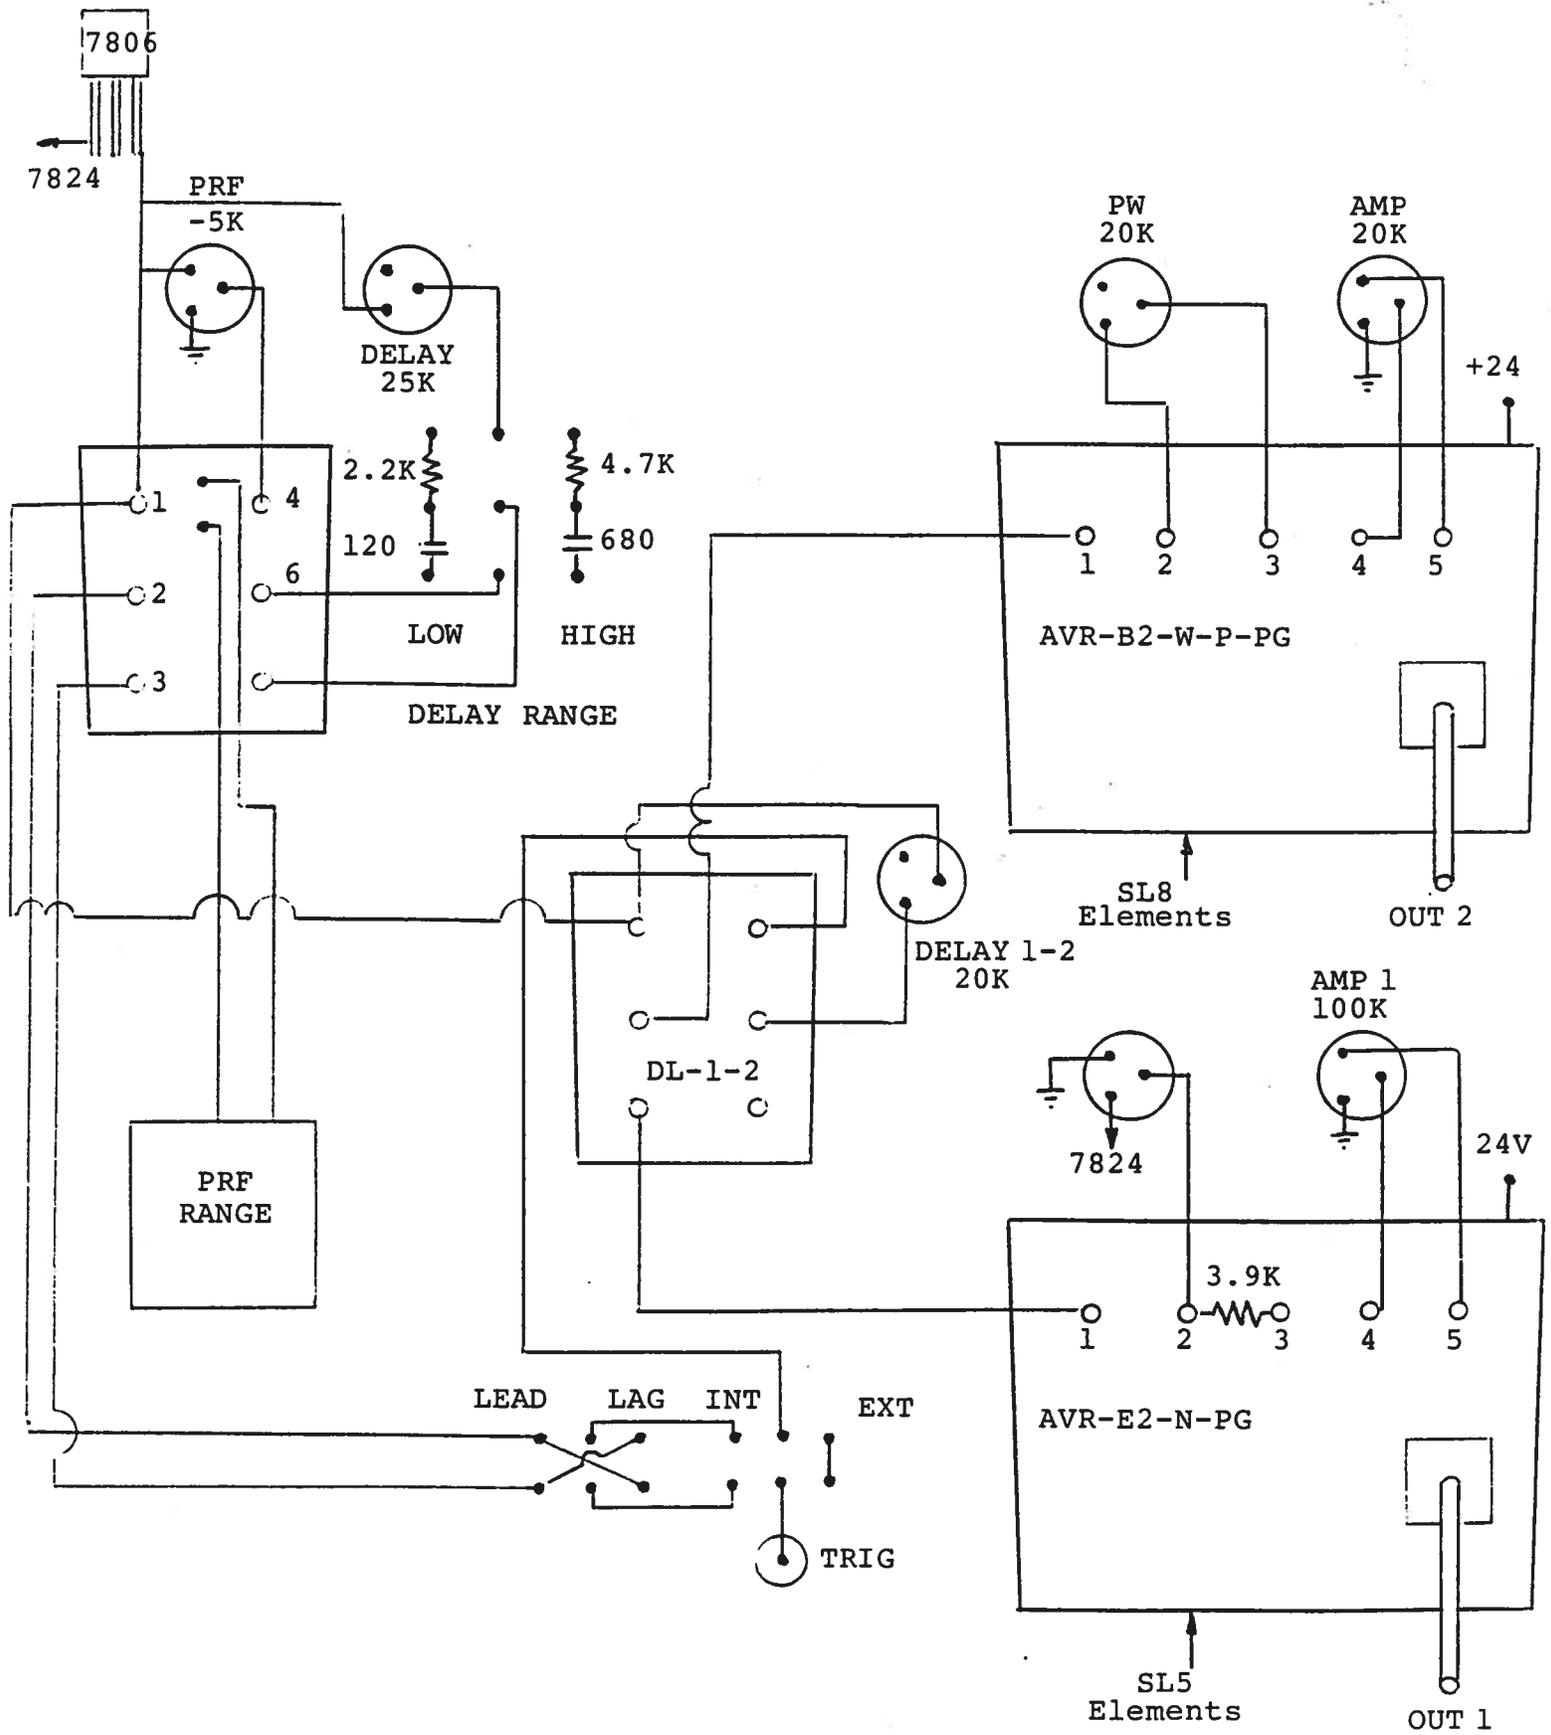 7806
7824
PRF
-5K
DELAY
25K
1
4
2
6
3
2.2K
120
4.7K
680
LOW
HIGH
DELAY RANGE
PRF
RANGE
PW
20K
AMP
20K
+24
1
2
3
4
5
AVR-B2-W-P-PG
SL8
Elements
OUT 2
DELAY 1-2
20K
DL-1-2
AMP 1
100K
7824
24V
3.9K
1
2
3
4
5
AVR-E2-N-PG
SL5
Elements
OUT 1
LEAD
LAG
INT
EXT
TRIG